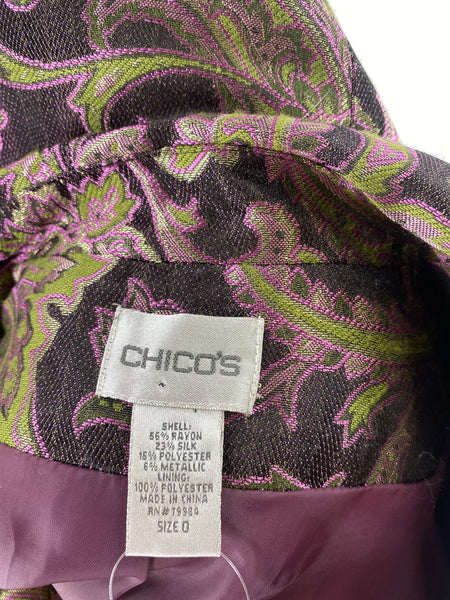 CHICO'S
SHELL:
56% RAYON
23% SILK
15% POLYESTER
6% METALLIC
LINING:
100% POLYESTER
MADE IN CHINA
RN# 79984
SIZE 0